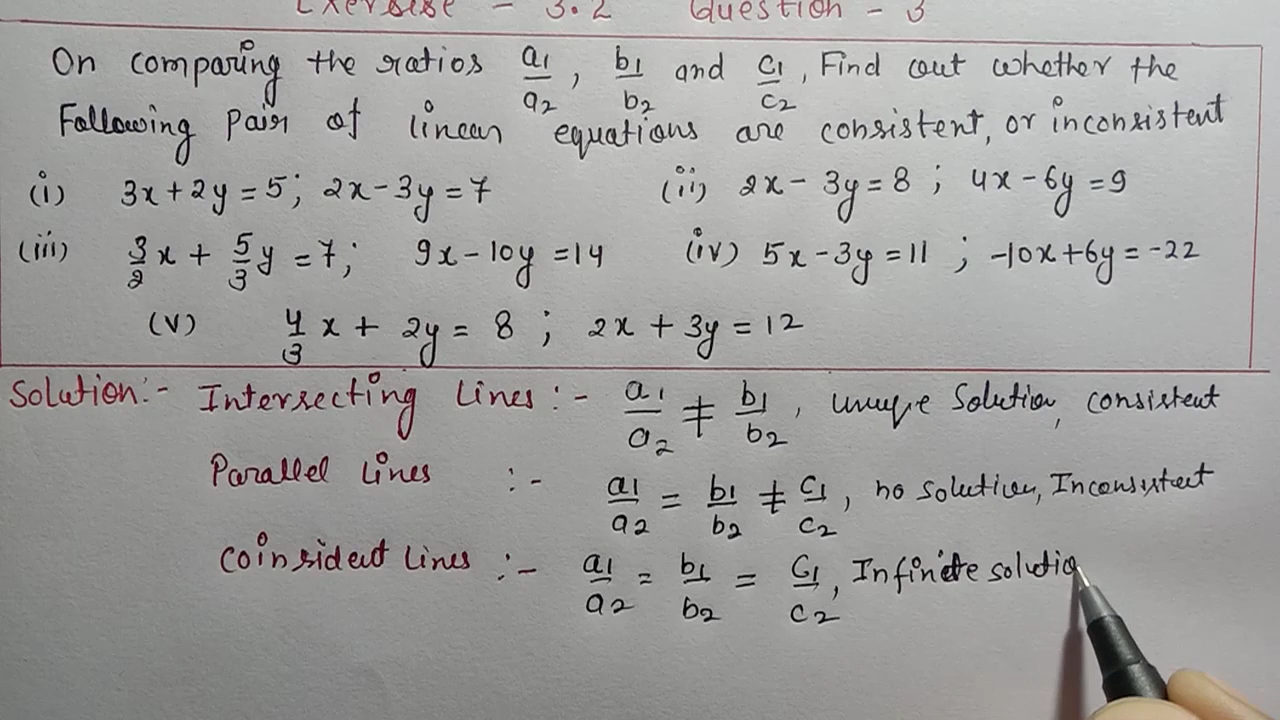 Exersise - 3.2 Question - 3
On comparing the ratios a1/a2, b1/b2 and c1/c2, Find out whether the
Following pair of linear equations are consistent, or inconsistent
(i) 3x+2y=5; 2x-3y=7 (ii) 2x-3y=8; 4x-6y=9
(iii) 3/2x + 5/3y =7; 9x-10y=14 (iv) 5x-3y=11; -10x+6y=-22
(v) 4/3x + 2y = 8; 2x + 3y = 12
Solution:- Intersecting Lines:- a1/a2 ≠ b1/b2, unique Solution, consistent
Parallel Lines :- a1/a2 = b1/b2 ≠ c1/c2, no solution, Inconsistent
Coinsident Lines :- a1/a2 = b1/b2 = c1/c2, Infinite solutio